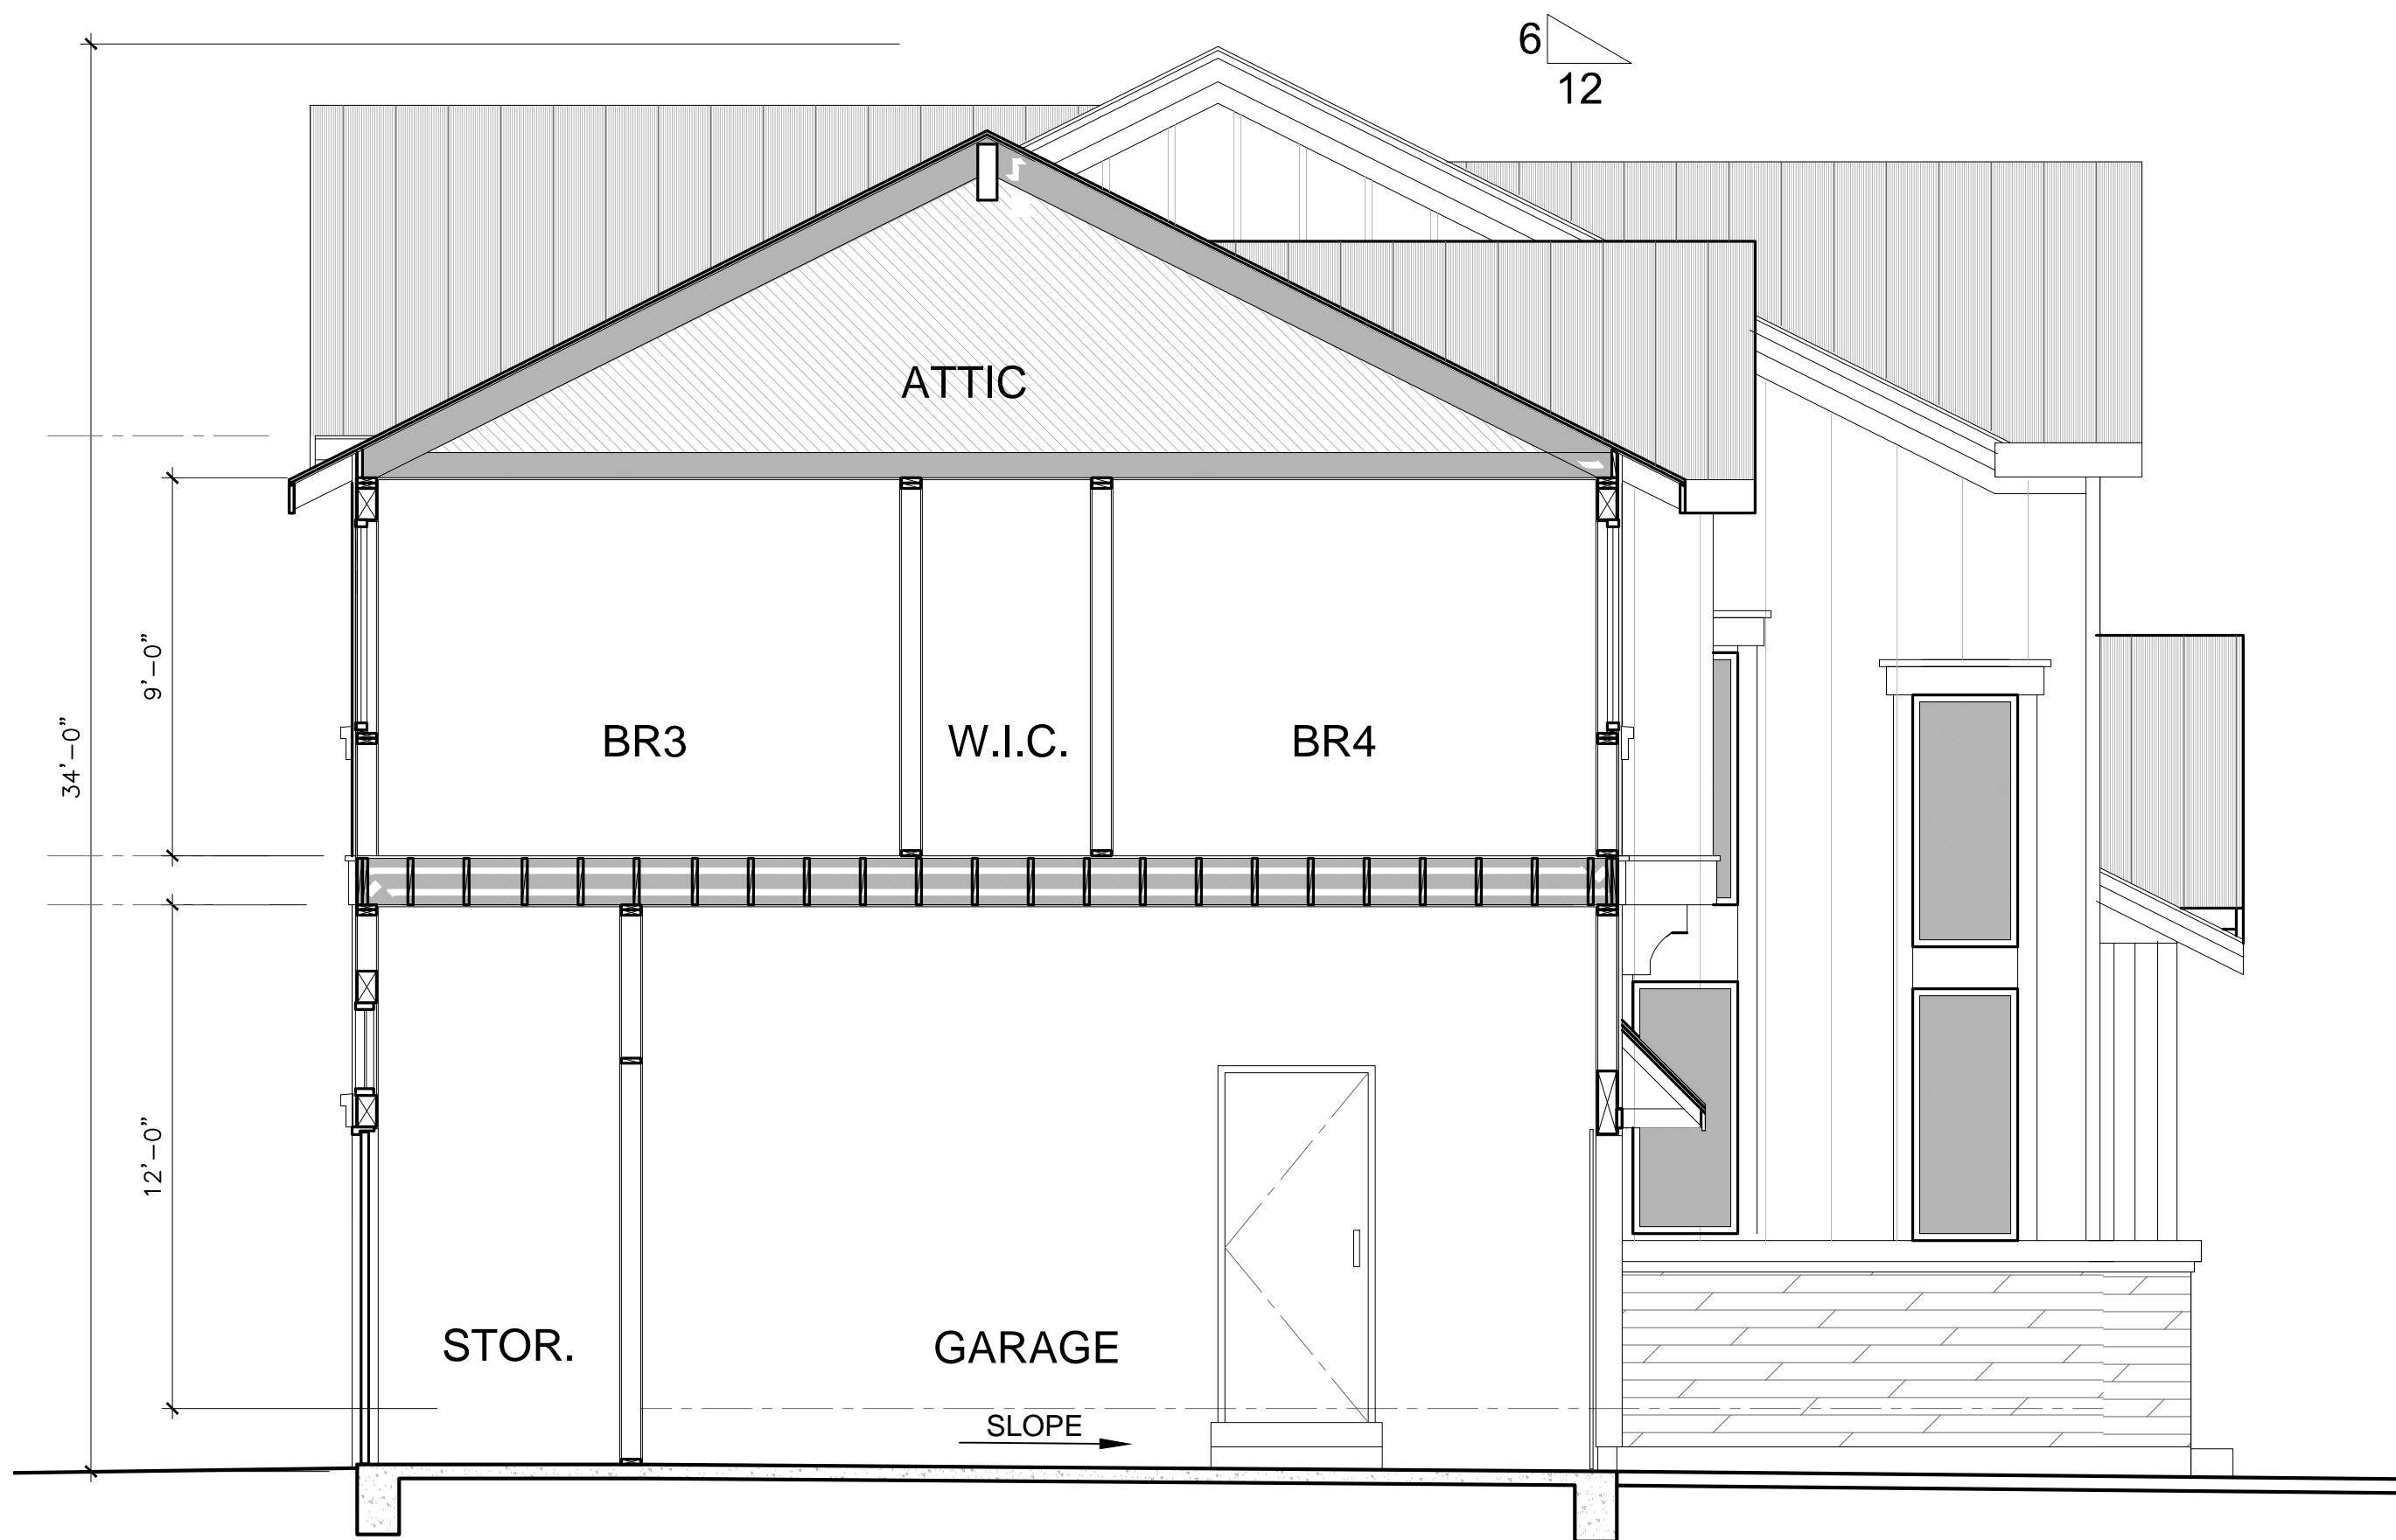 6
12
ATTIC
9'-0"
34'-0"
BR3
W.I.C.
BR4
12'-0"
STOR.
GARAGE
SLOPE